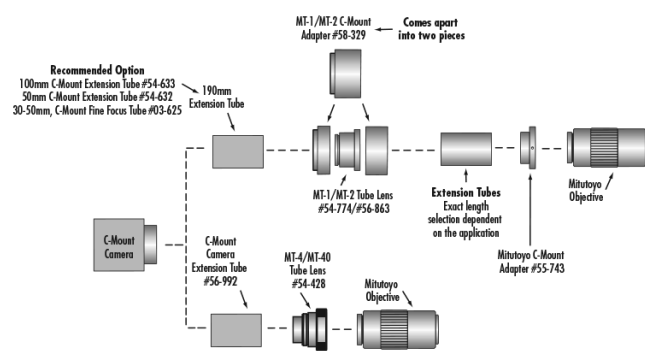 MT-1/MT-2 C-Mount
Adapter #58-329
Comes apart
into two pieces
Recommended Option
100mm C-Mount Extension Tube #54-633
50mm C-Mount Extension Tube #54-632
30-50mm, C-Mount Fine Focus Tube #03-625
190mm
Extension Tube
MT-1/MT-2 Tube Lens
#54-774/#56-863
Extension Tubes
Exact length
selection dependent
on the application
Mitutoyo
Objective
Mitutoyo C-Mount
Adapter #55-743
C-Mount
Camera
C-Mount
Camera
Extension Tube
#56-992
MT-4/MT-40
Tube Lens
#54-428
Mitutoyo
Objective